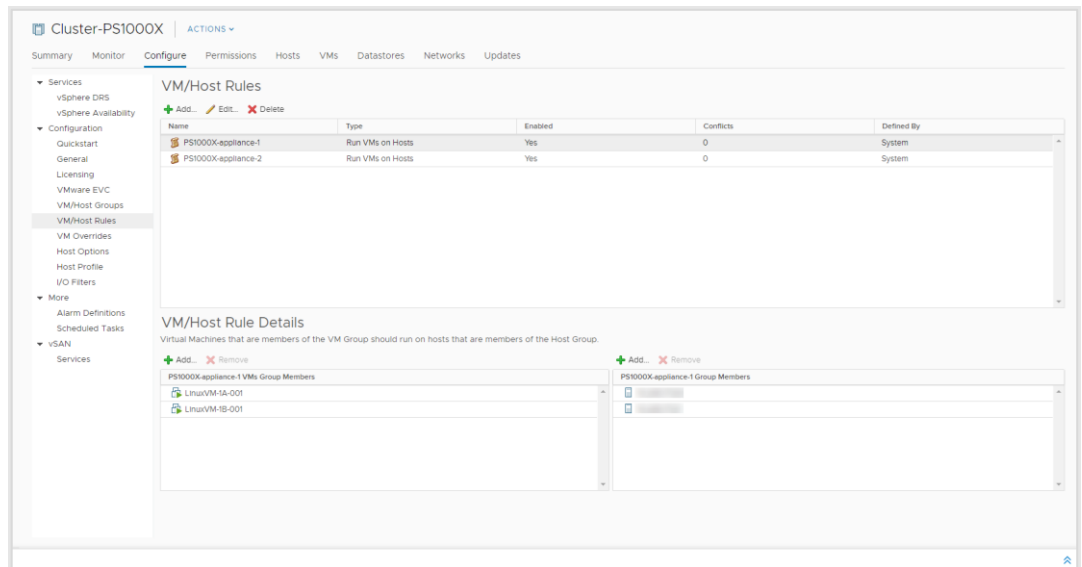 Cluster-PS1000X ACTIONS
Summary Monitor Configure Permissions Hosts VMs Datastores Networks Updates
Services
vSphere DRS
vSphere Availability
Configuration
Quickstart
General
Licensing
VMware EVC
VM/Host Groups
VM/Host Rules
VM Overrides
Host Options
Host Profile
I/O Filters
More
Alarm Definitions
Scheduled Tasks
vSAN
Services
VM/Host Rules
Add... Edit... Delete
Name Type Enabled Conflicts Defined By
PS1000X-appliance-1 Run VMs on Hosts Yes 0 System
PS1000X-appliance-2 Run VMs on Hosts Yes 0 System
VM/Host Rule Details
Virtual Machines that are members of the VM Group should run on hosts that are members of the Host Group.
Add... Remove
PS1000X-appliance-1 VMs Group Members
LinuxVM-1A-001
LinuxVM-1B-001
Add... Remove
PS1000X-appliance-1 Group Members